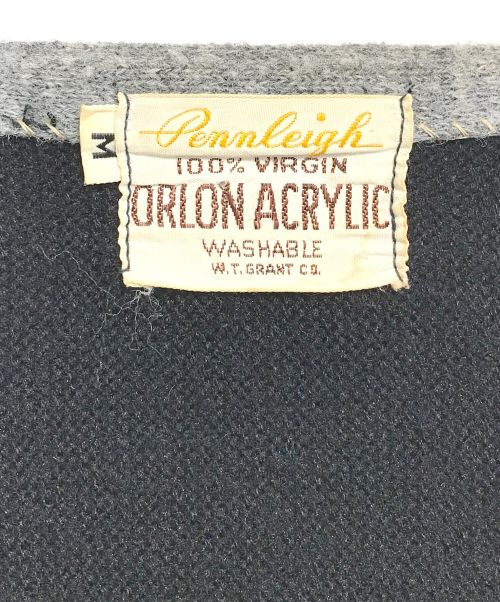 Pennleigh
100% VIRGIN
ORLON ACRYLIC
WASHABLE
W.T. GRANT CO.
M